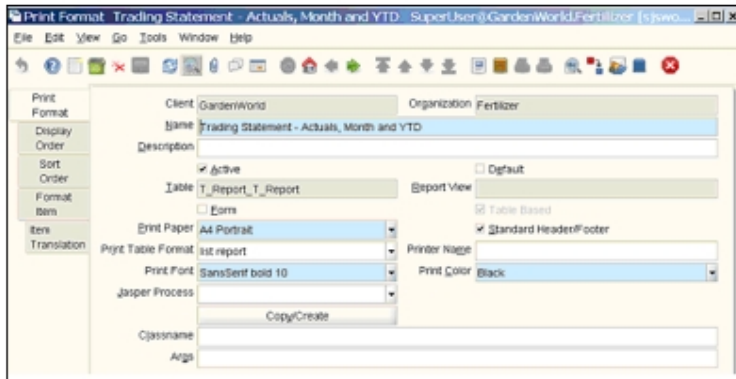 Print Format Trading Statement - Actuals, Month and YTD SuperUser@GardenWorld.Fertilizer [sjswo...
File Edit View Go Tools Window Help
Print Format
Display Order
Sort Order
Format Item
Item Translation
Client GardenWorld Organization Fertilizer
Name Trading Statement - Actuals, Month and YTD
Description
Active Default
Table T_Report_T_Report Report View
Form Table Based
Print Paper A4 Portrait Standard Header/Footer
Print Table Format list report Printer Name
Print Font SansSerif bold 10 Print Color Black
Jasper Process
Copy/Create
Classname
Args